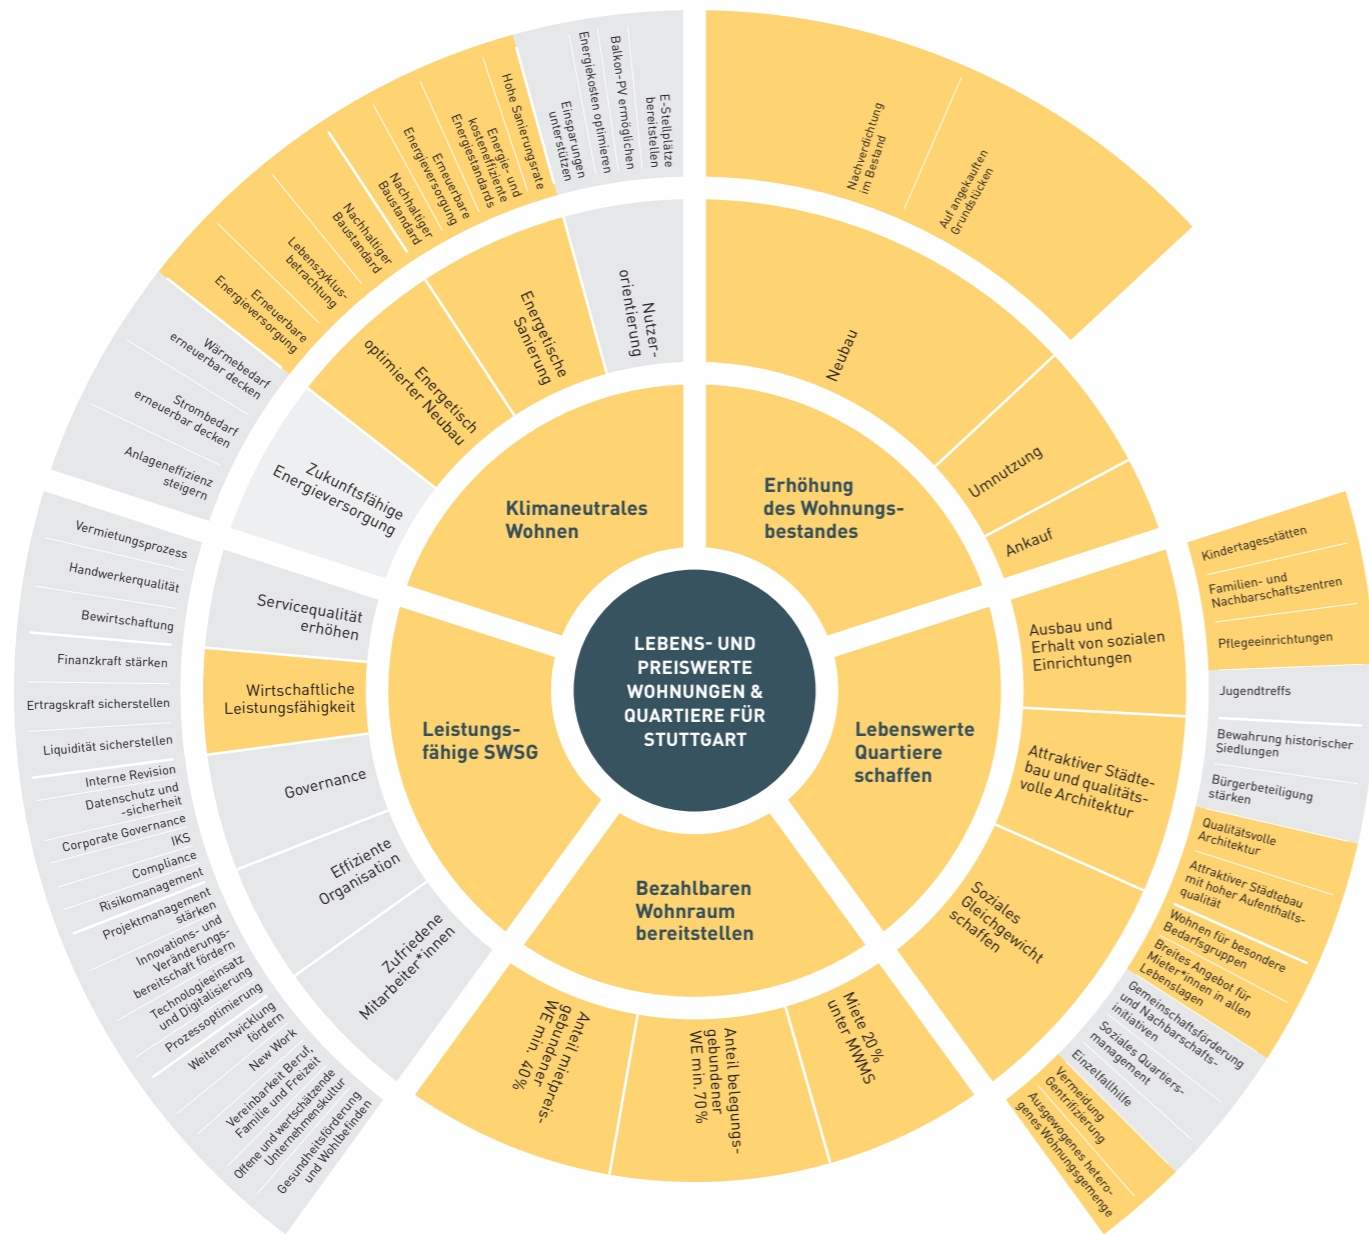 LEBENS- UND
PREISWERTE
WOHNUNGEN &
QUARTIERE FÜR
STUTTGART
Erhöhung
des Wohnungs-
bestandes
Neubau
Nachverdichtung
im Bestand
Auf angekauften
Grundstücken
Umnutzung
Ankauf
Lebenswerte
Quartiere
schaffen
Ausbau und
Erhalt von sozialen
Einrichtungen
Kindertagesstätten
Familien- und
Nachbarschaftszentren
Pflegeeinrichtungen
Jugendtreffs
Attraktiver Städte-
bau und qualitäts-
volle Architektur
Bewahrung historischer
Siedlungen
Bürgerbeteiligung
stärken
Qualitätsvolle
Architektur
Attraktiver Städtebau
mit hoher Aufenthalts-
qualität
Soziales
Gleichgewicht
schaffen
Wohnen für besondere
Bedarfsgruppen
Breites Angebot für
Mieter*innen in allen
Lebenslagen
Gemeinschaftsförderung
und Nachbarschafts-
initiativen
Soziales Quartiers-
management
Einzelfallhilfe
Vermeidung
Gentrifizierung
Ausgewogenes hetero-
genes Wohnungsgemenge
Bezahlbaren
Wohnraum
bereitstellen
Miete 20%
unter MWMS
Anteil belegungs-
gebundener
WE min. 70%
Anteil mietpreis-
gebundener
WE min. 40%
Leistungs-
fähige SWSG
Zufriedene
Mitarbeiter*innen
Gesundheitsförderung
und Wohlbefinden
Offene und wertschätzende
Unternehmenskultur
Vereinbarkeit Beruf,
Familie und Freizeit
New Work
Weiterentwicklung
fördern
Effiziente
Organisation
Prozessoptimierung
Technologieeinsatz
und Digitalisierung
Innovations- und
Veränderungs-
bereitschaft fördern
Projektmanagement
stärken
Governance
Risikomanagement
Compliance
IKS
Corporate Governance
Datenschutz und
-sicherheit
Interne Revision
Wirtschaftliche
Leistungsfähigkeit
Liquidität sicherstellen
Ertragskraft sicherstellen
Finanzkraft stärken
Servicequalität
erhöhen
Bewirtschaftung
Handwerkerqualität
Vermietungsprozess
Klimaneutrales
Wohnen
Zukunftsfähige
Energieversorgung
Anlageneffizienz
steigern
Strombedarf
erneuerbar decken
Wärmebedarf
erneuerbar decken
Energetisch
optimierter Neubau
Erneuerbare
Energieversorgung
Lebenszyklus-
betrachtung
Nachhaltiger
Baustandard
Energetische
Sanierung
Nachhaltiger
Baustandard
Erneuerbare
Energieversorgung
Energie- und
kosteneffiziente
Energiestandards
Hohe Sanierungsrate
Nutzer-
orientierung
Einsparungen
unterstützen
Energiekosten optimieren
Balkon-PV ermöglichen
E-Stellplätze
bereitstellen